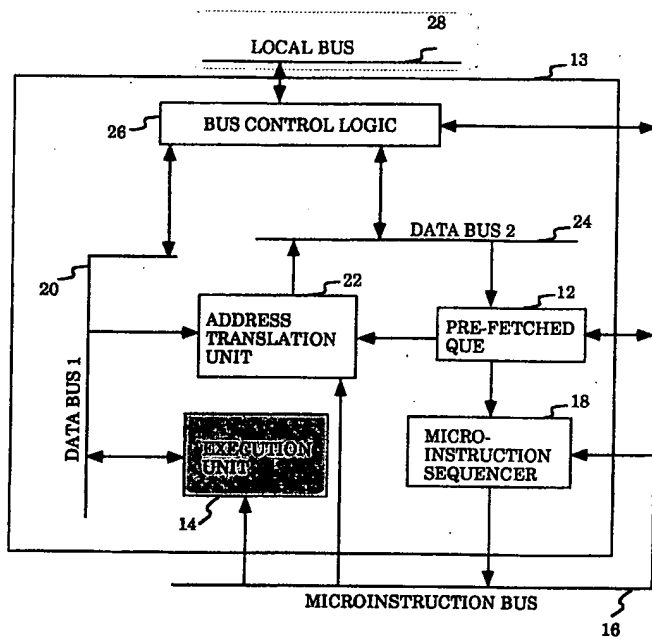 28
LOCAL BUS
13
26
BUS CONTROL LOGIC
24
DATA BUS 2
20
22
12
ADDRESS
TRANSLATION
UNIT
PRE-FETCHED
QUE
DATA BUS 1
18
EXECUTION
UNIT
MICRO-
INSTRUCTION
SEQUENCER
14
MICROINSTRUCTION BUS
16